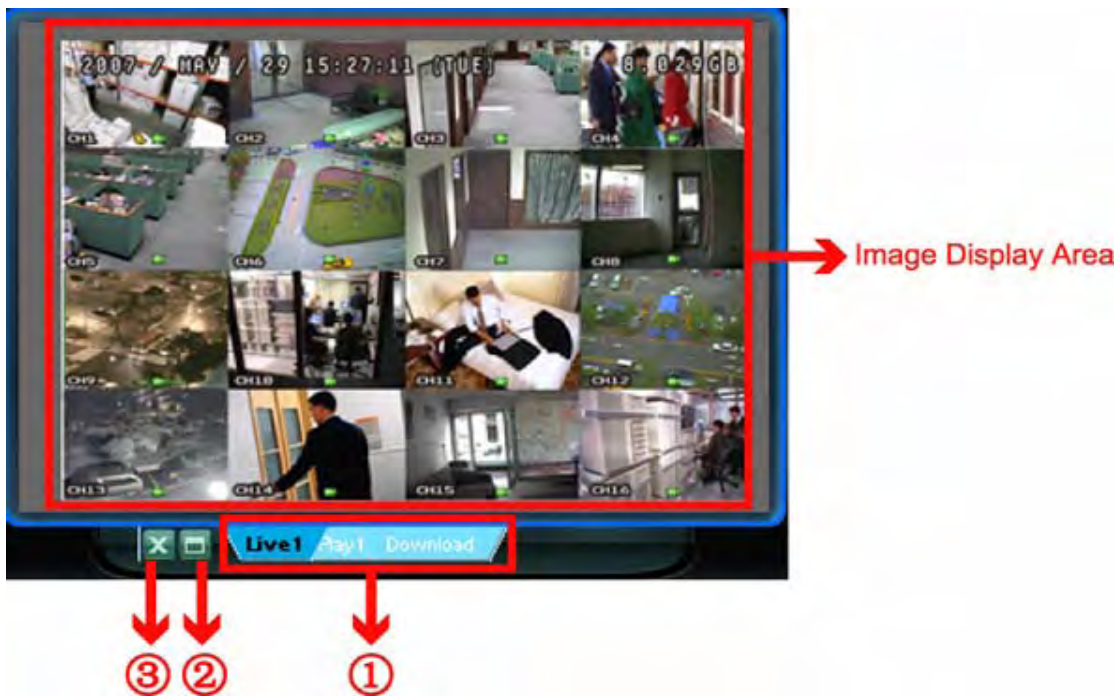 2007 / MAY / 29 15:27:11 (TUE) 8.029GB
CH1 CH2 CH3 CH4
CH5 CH6 CH7 CH8
Image Display Area
CH9 CH10 CH11 CH12
CH13 CH14 CH15 CH16
Live1 Play1 Download
③ ② ①